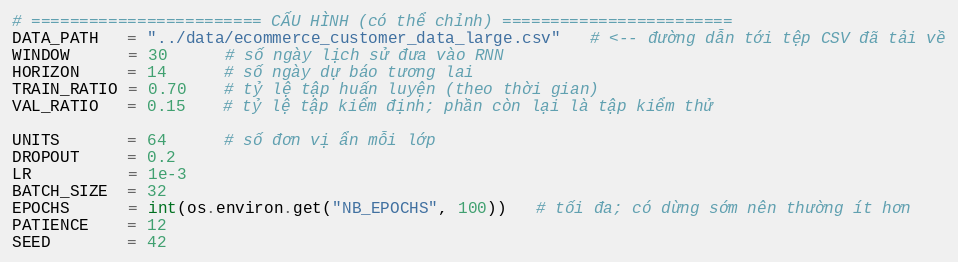 # ======================== CẤU HÌNH (có thể chỉnh) ========================
DATA_PATH   = "../data/ecommerce_customer_data_large.csv"   # <-- đường dẫn tới tệp CSV đã tải về
WINDOW      = 30      # số ngày lịch sử đưa vào RNN
HORIZON     = 14      # số ngày dự báo tương lai
TRAIN_RATIO = 0.70    # tỷ lệ tập huấn luyện (theo thời gian)
VAL_RATIO   = 0.15    # tỷ lệ tập kiểm định; phần còn lại là tập kiểm thử
UNITS       = 64      # số đơn vị ẩn mỗi lớp
DROPOUT     = 0.2
LR          = 1e-3
BATCH_SIZE  = 32
EPOCHS      = int(os.environ.get("NB_EPOCHS", 100))   # tối đa; có dừng sớm nên thường ít hơn
PATIENCE    = 12
SEED        = 42